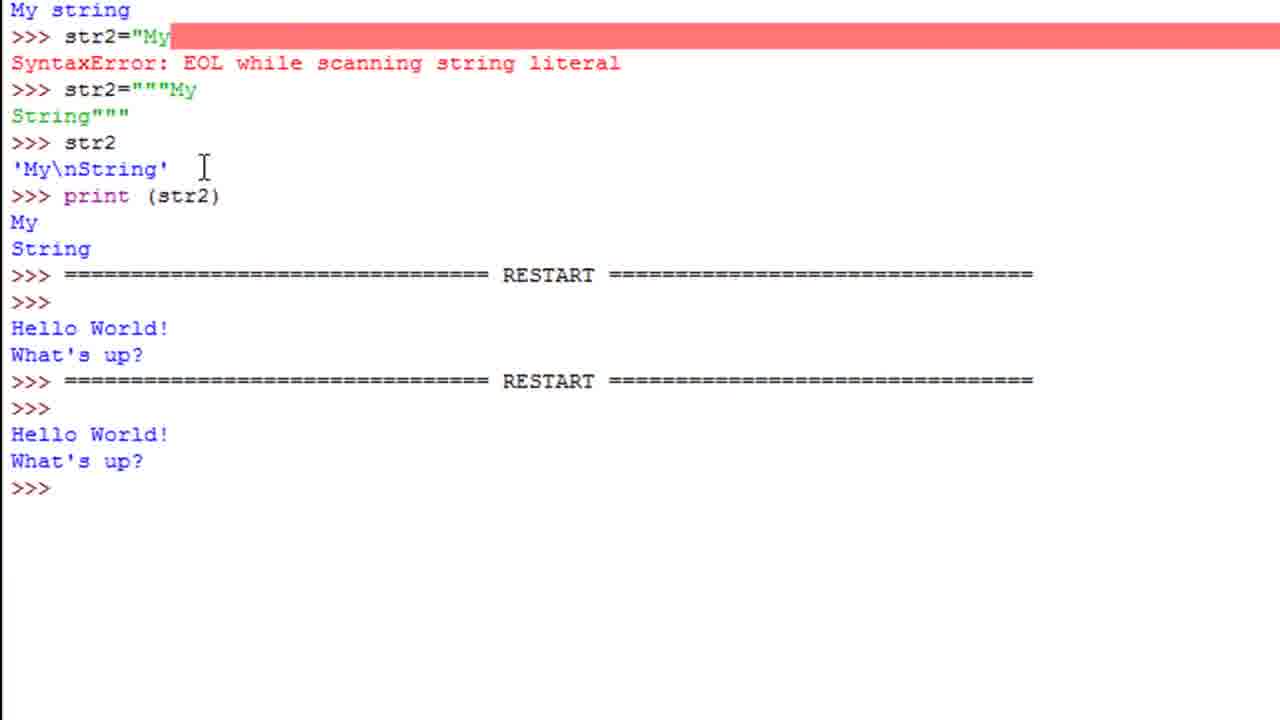 My string
>>> str2="My
SyntaxError: EOL while scanning string literal
>>> str2="""My
String"""
>>> str2
'My\nString'
>>> print (str2)
My
String
>>> ================================ RESTART ================================
>>>
Hello World!
What's up?
>>> ================================ RESTART ================================
>>>
Hello World!
What's up?
>>>